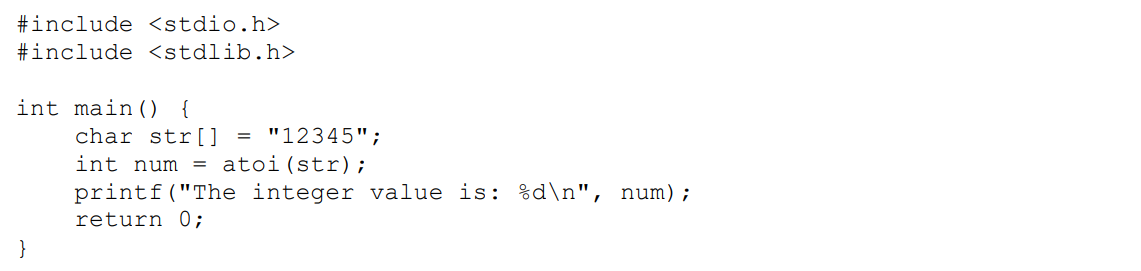 #include <stdio.h>
#include <stdlib.h>

int main() {
    char str[] = "12345";
    int num = atoi(str);
    printf("The integer value is: %d\n", num);
    return 0;
}